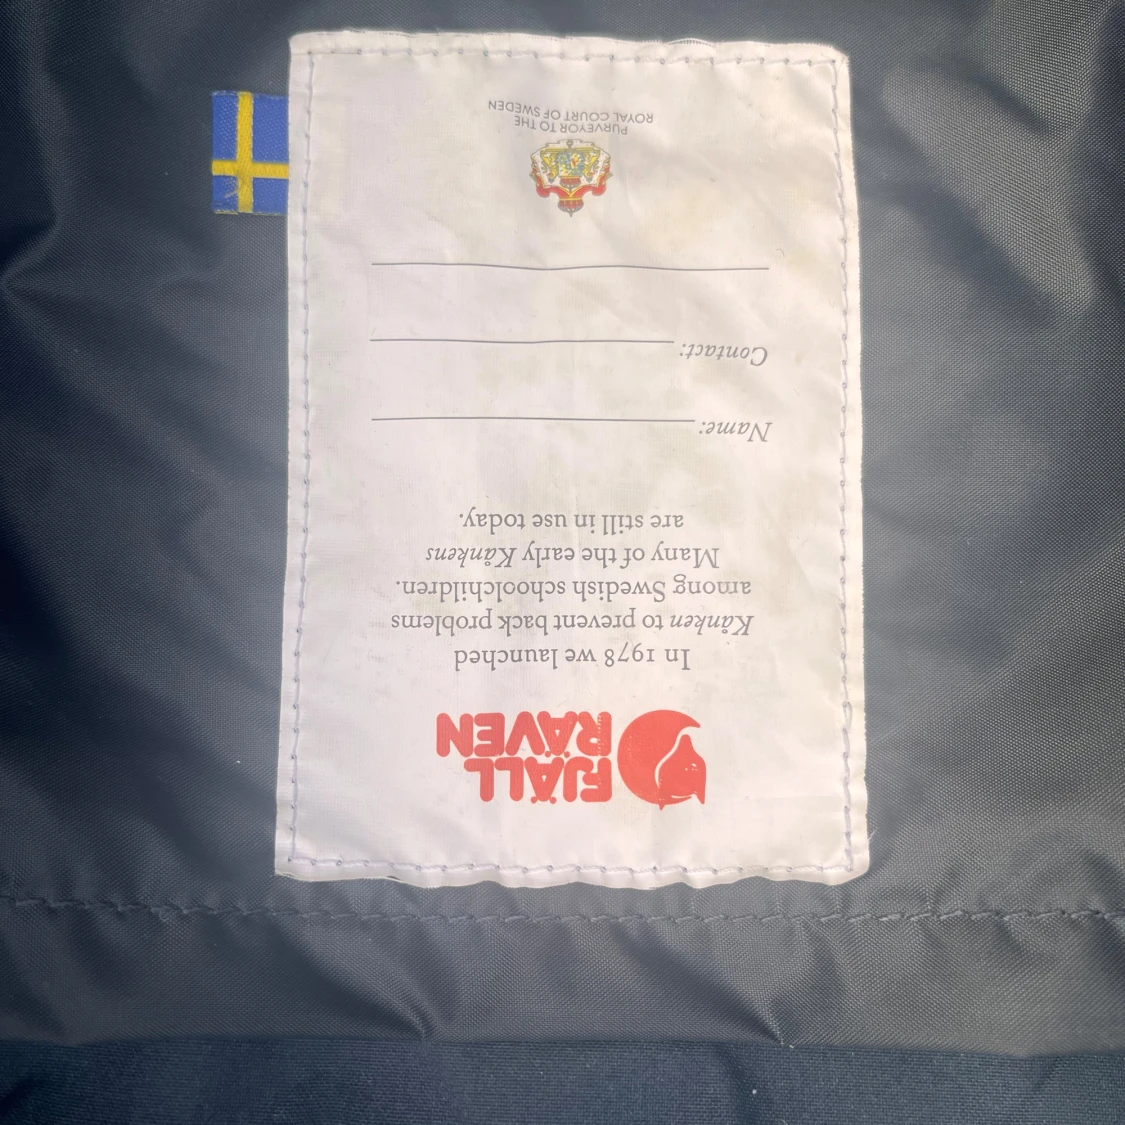 FJÄLL
RÄVEN
In 1978 we launched
Kånken to prevent back problems
among Swedish schoolchildren.
Many of the early Kånkens
are still in use today.
Name:
Contact:
PURVEYOR TO THE
ROYAL COURT OF SWEDEN